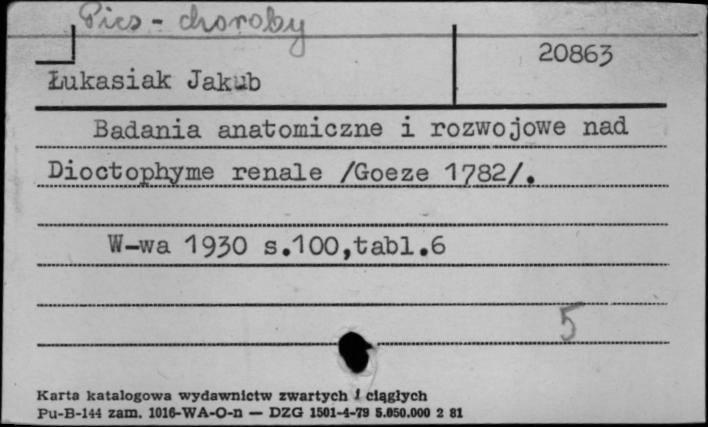 Pies - choroby
20863
Łukasiak Jakub
Badania anatomiczne i rozwojowe nad
Dioctophyme renale /Goeze 1782/.
W-wa 1930 s.100,tabl.6
5
Karta katalogowa wydawnictw zwartych i ciągłych
Pu-B-144 zam. 1016-WA-O-n — DZG 1501-4-79 5.050.000 2 81